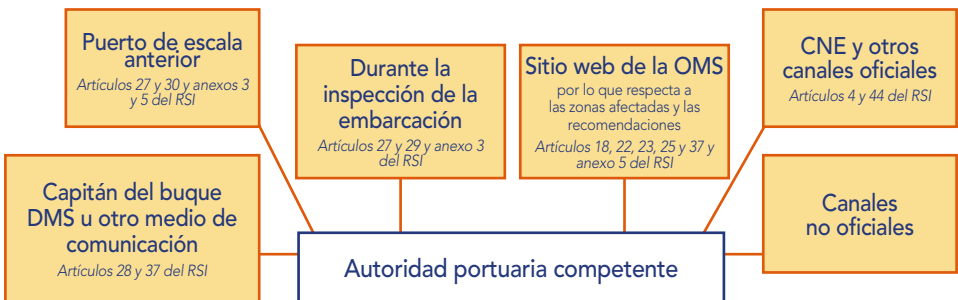 Puerto de escala
anterior
Artículos 27 y 30 y anexos 3
y 5 del RSI
Durante la
inspección de la
embarcación
Artículos 27 y 29 y anexo 3
del RSI
Sitio web de la OMS
por lo que respecta a
las zonas afectadas y las
recomendaciones
Artículos 18, 22, 23, 25 y 37 y
anexo 5 del RSI
CNE y otros
canales oficiales
Artículos 4 y 44 del RSI
Capitán del buque
DMS u otro medio de
comunicación
Artículos 28 y 37 del RSI
Canales
no oficiales
Autoridad portuaria competente